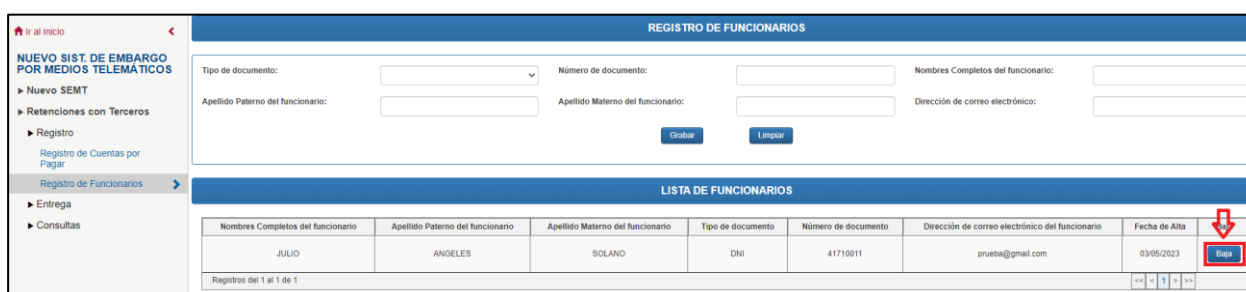 Ir al inicio
NUEVO SIST. DE EMBARGO
POR MEDIOS TELEMÁTICOS
Nuevo SEMT
Retenciones con Terceros
Registro
Registro de Cuentas por
Pagar
Registro de Funcionarios
Entrega
Consultas
REGISTRO DE FUNCIONARIOS
Tipo de documento:
Número de documento:
Nombres Completos del funcionario:
Apellido Paterno del funcionario:
Apellido Materno del funcionario:
Dirección de correo electrónico:
Grabar Limpiar
LISTA DE FUNCIONARIOS
Nombres Completos del funcionario Apellido Paterno del funcionario Apellido Materno del funcionario Tipo de documento Número de documento Dirección de correo electrónico del funcionario Fecha de Alta
JULIO ANGELES SOLANO DNI 41710011 prueba@gmail.com 03/05/2023 Baja
Registros del 1 al 1 de 1 << < 1 > >>